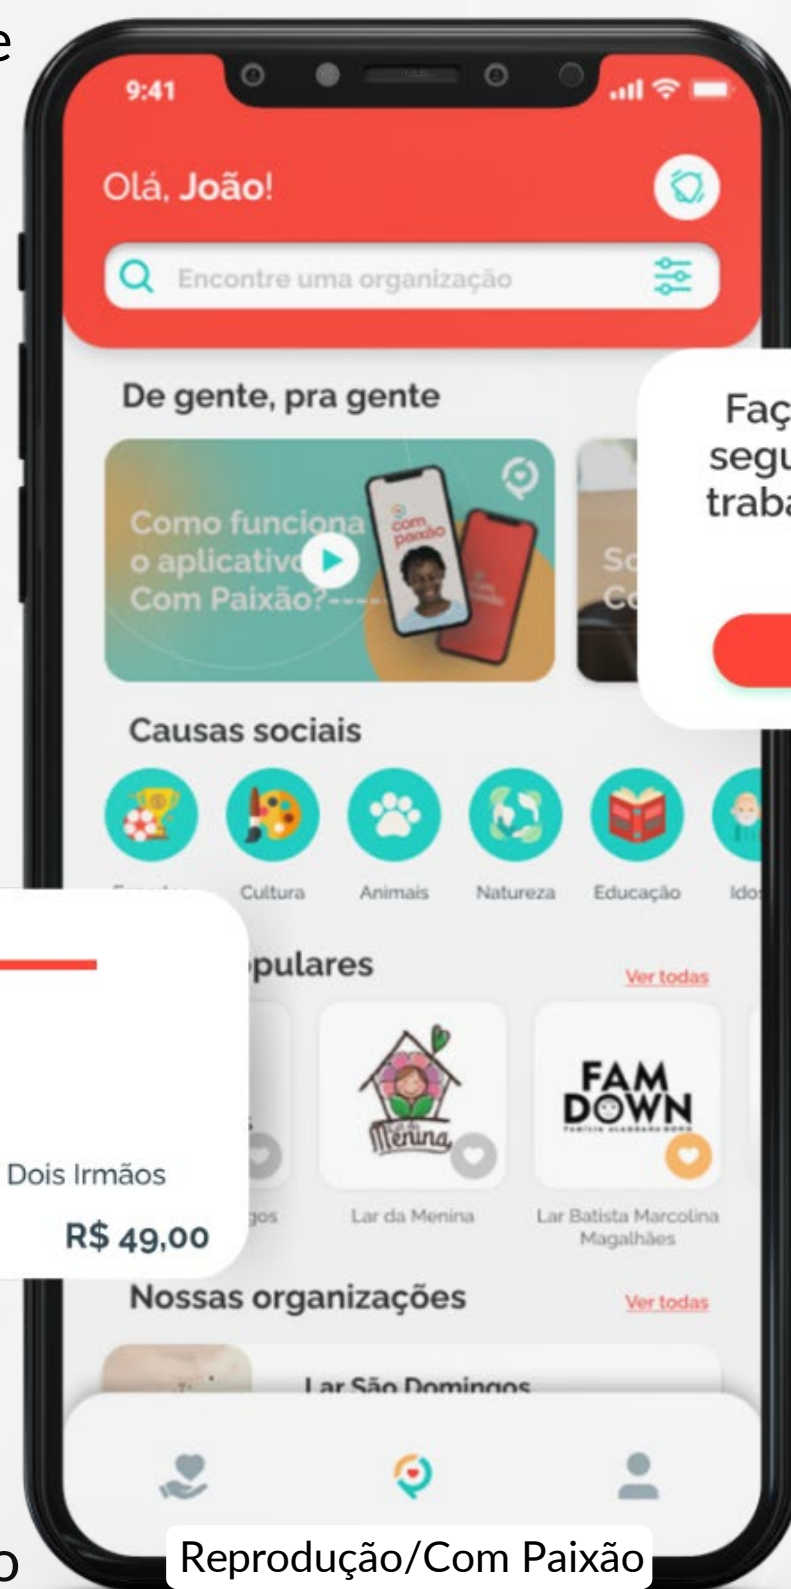 9:41
Olá, João!
Encontre uma organização
De gente, pra gente
Como funciona
o aplicativo
Com Paixão?
com
paixão
Causas sociais
Cultura
Animais
Natureza
Educação
Ver todas
Menina
FAM
DOWN
Lar da Menina
Lar Batista Marcolina
Magalhães
Dois Irmãos
R$ 49,00
Nossas organizações
Ver todas
Lar São Domingos
Reprodução/Com Paixão